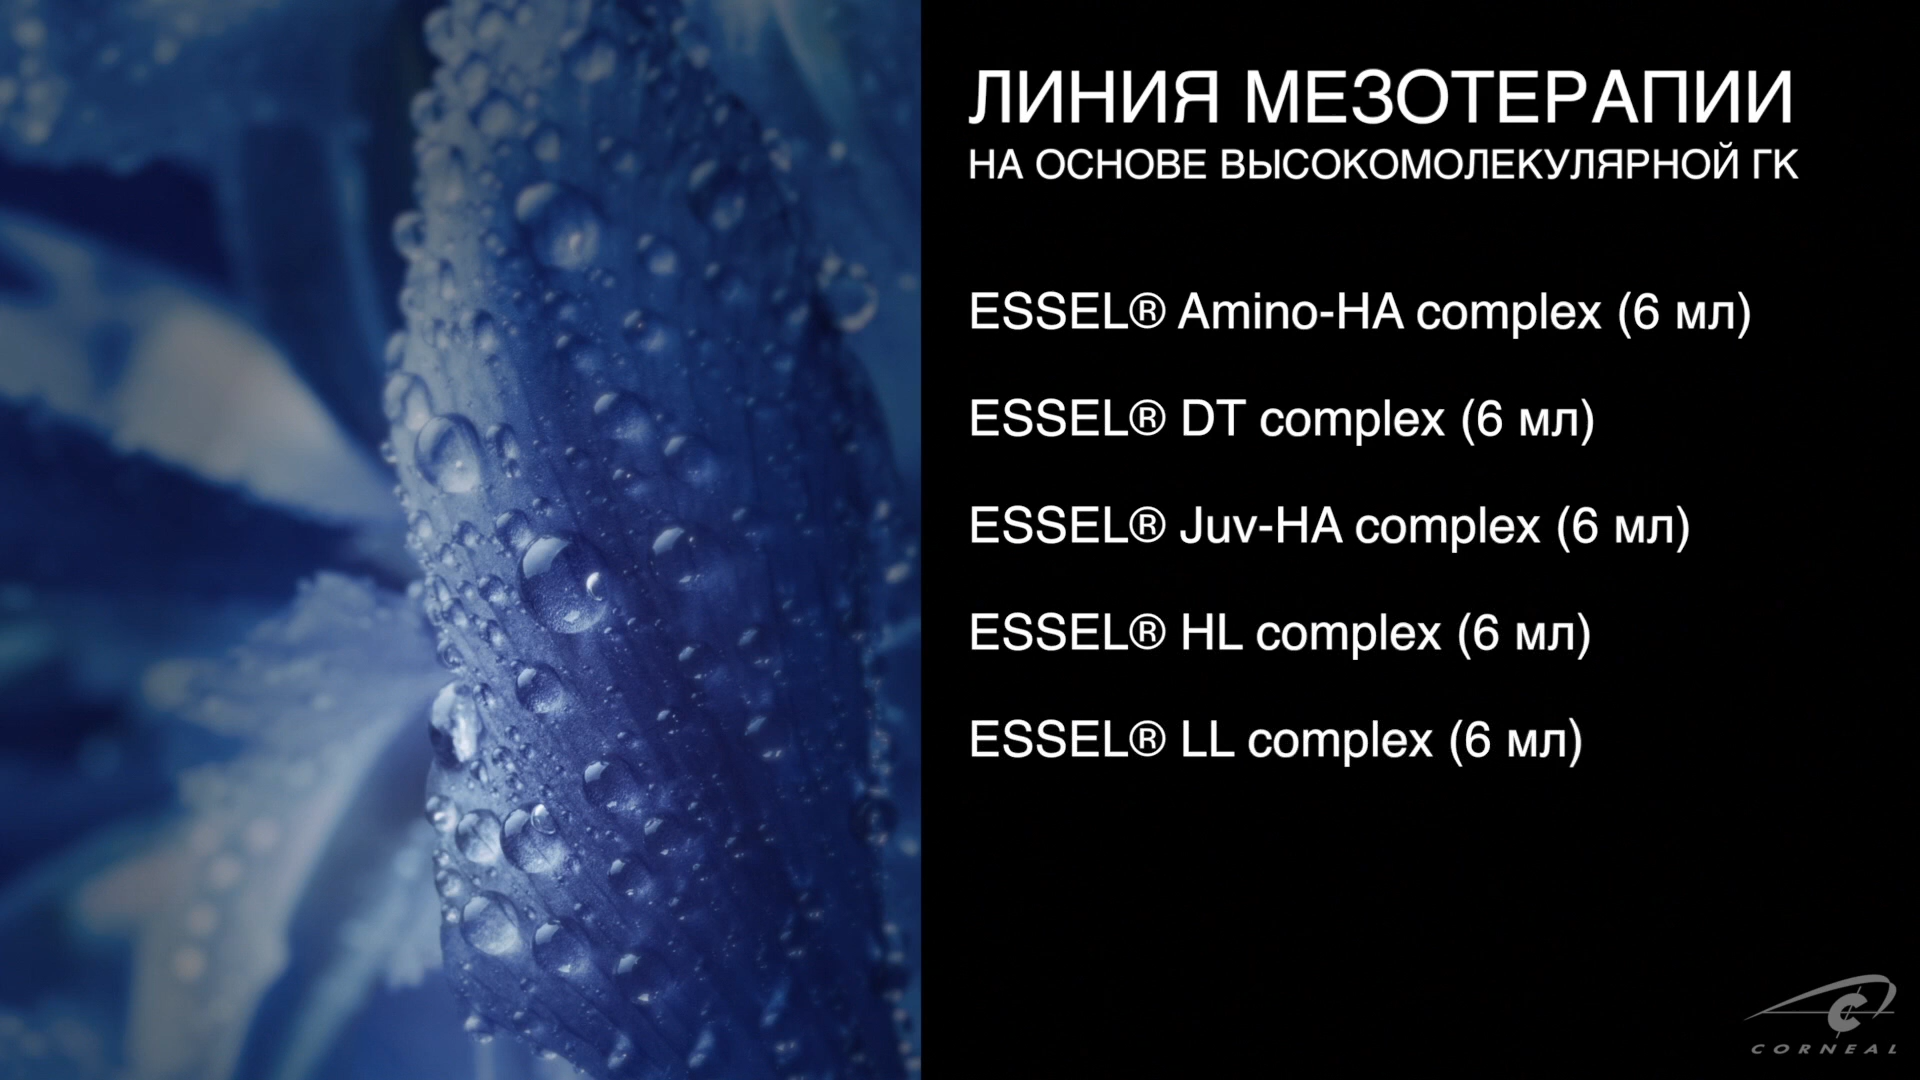 ЛИНИЯ МЕЗОТЕРАПИИ
НА ОСНОВЕ ВЫСОКОМОЛЕКУЛЯРНОЙ ГК
ESSEL® Amino-HA complex (6 мл)
ESSEL® DT complex (6 мл)
ESSEL® Juv-HA complex (6 мл)
ESSEL® HL complex (6 мл)
ESSEL® LL complex (6 мл)
CORNEAL